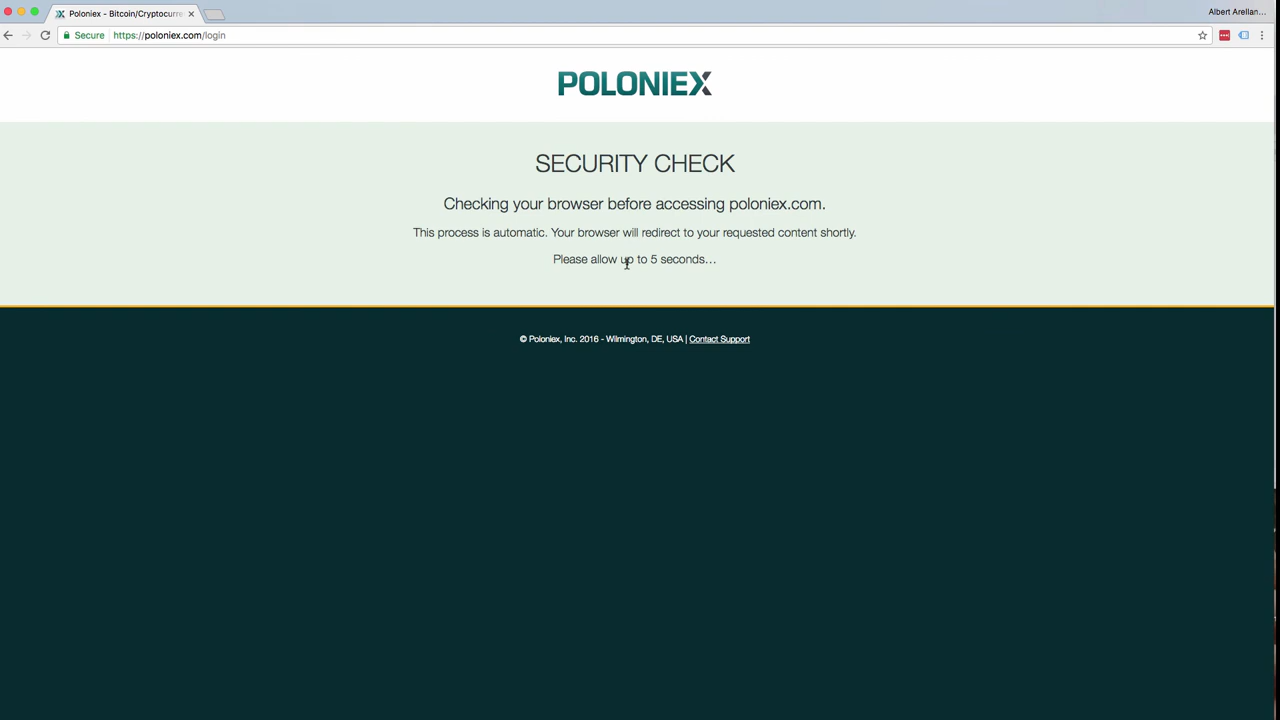 Poloniex - Bitcoin/Cryptocurre
Albert Arellan...
Secure https://poloniex.com/login
POLONIEX
SECURITY CHECK
Checking your browser before accessing poloniex.com.
This process is automatic. Your browser will redirect to your requested content shortly.
Please allow up to 5 seconds...
© Poloniex, Inc. 2016 - Wilmington, DE, USA | Contact Support